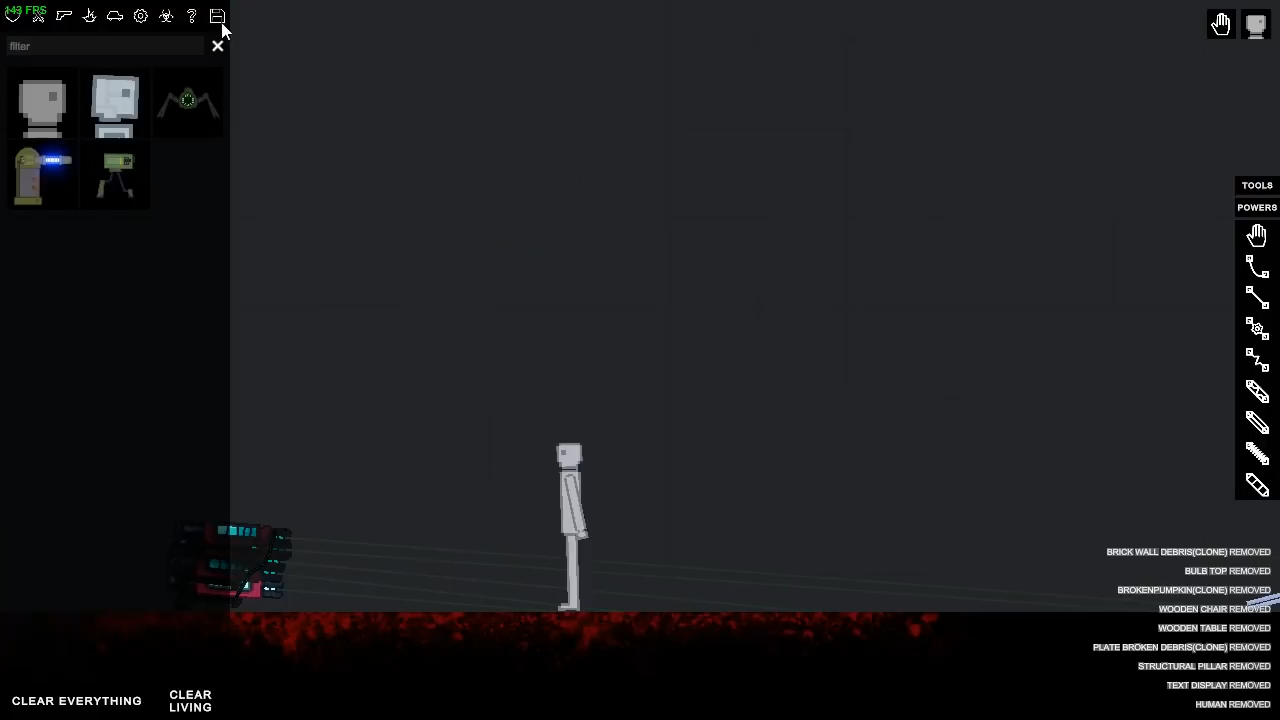 143 FPS
filter
TOOLS
POWERS
BRICK WALL DEBRIS(CLONE) REMOVED
BULB TOP REMOVED
BROKENPUMPKIN(CLONE) REMOVED
WOODEN CHAIR REMOVED
WOODEN TABLE REMOVED
PLATE BROKEN DEBRIS(CLONE) REMOVED
STRUCTURAL PILLAR REMOVED
TEXT DISPLAY REMOVED
HUMAN REMOVED
CLEAR EVERYTHING
CLEAR
LIVING